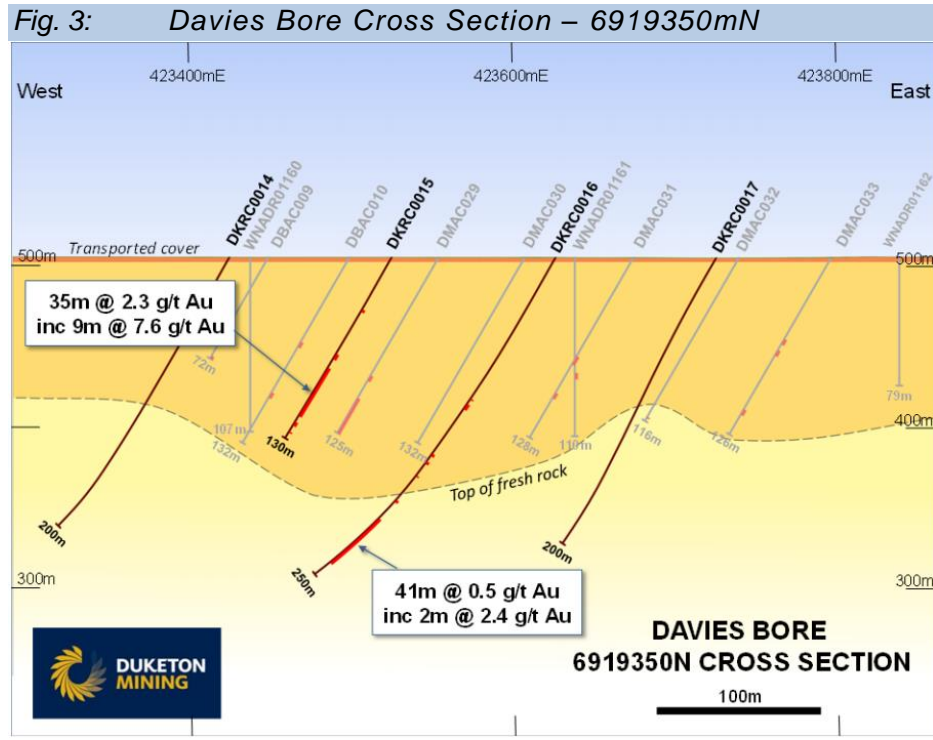 Fig. 3: Davies Bore Cross Section – 6919350mN
423400mE 423600mE 423800mE
West East
DKRC0014
WNADR01160
DBAC009
DBAC010
DKRC0015
DMAC029
DMAC030
DKRC0016
WNADR01161
DMAC031
DKRC0017
DMAC032
DMAC033
WNADR01162
Transported cover
500m 500m
35m @ 2.3 g/t Au
inc 9m @ 7.6 g/t Au
72m
107m
132m
130m
125m
132m
128m
110m
116m
126m
79m
400m
Top of fresh rock
200m
250m
200m
300m 300m
41m @ 0.5 g/t Au
inc 2m @ 2.4 g/t Au
DUKETON
MINING
DAVIES BORE
6919350N CROSS SECTION
100m